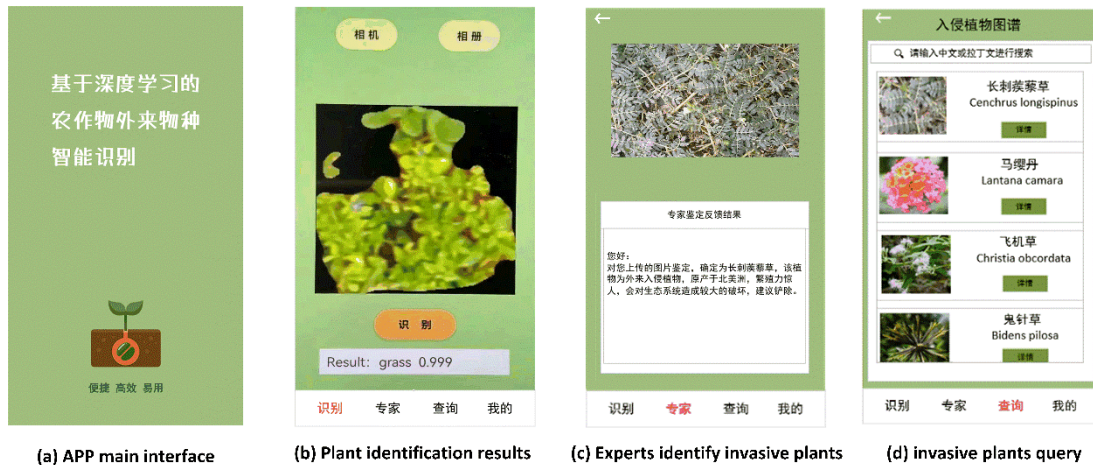 基于深度学习的
农作物外来物种
智能识别
便捷 高效 易用
(a) APP main interface
相机
相册
识 别
Result: grass 0.999
识别 专家 查询 我的
(b) Plant identification results
专家鉴定反馈结果
您好：
对您上传的图片鉴定，确定为长刺蒺藜草，该植
物为外来入侵植物，原产于北美洲，繁殖力惊
人，会对生态系统造成较大的破坏，建议铲除。
识别 专家 查询 我的
(c) Experts identify invasive plants
入侵植物图谱
请输入中文或拉丁文进行搜索
长刺蒺藜草
Cenchrus longispinus
详情
马缨丹
Lantana camara
详情
飞机草
Christia obcordata
详情
鬼针草
Bidens pilosa
详情
识别 专家 查询 我的
(d) invasive plants query